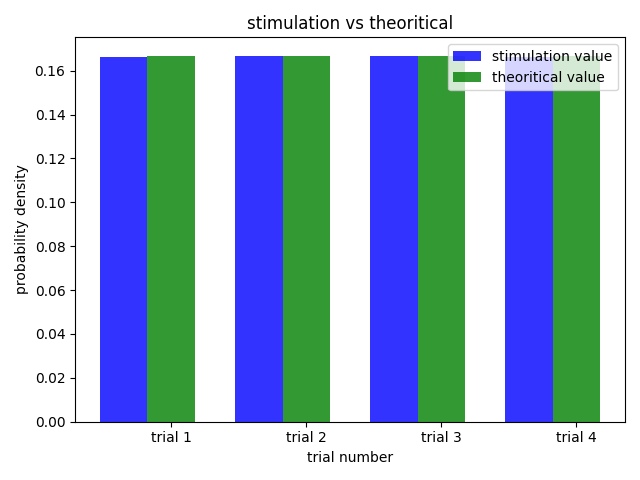 stimulation vs theoritical
stimulation value
theoritical value
probability density
0.16
0.14
0.12
0.10
0.08
0.06
0.04
0.02
0.00
trial 1
trial 2
trial 3
trial 4
trial number